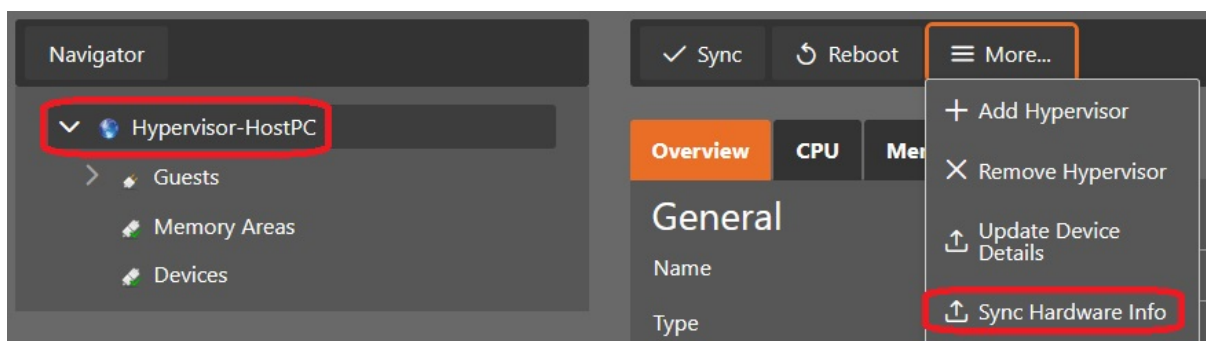 Navigator
Hypervisor-HostPC
Guests
Memory Areas
Devices
Sync Reboot More...
Add Hypervisor
Remove Hypervisor
Update Device
Details
Sync Hardware Info
Overview CPU
General
Name
Type